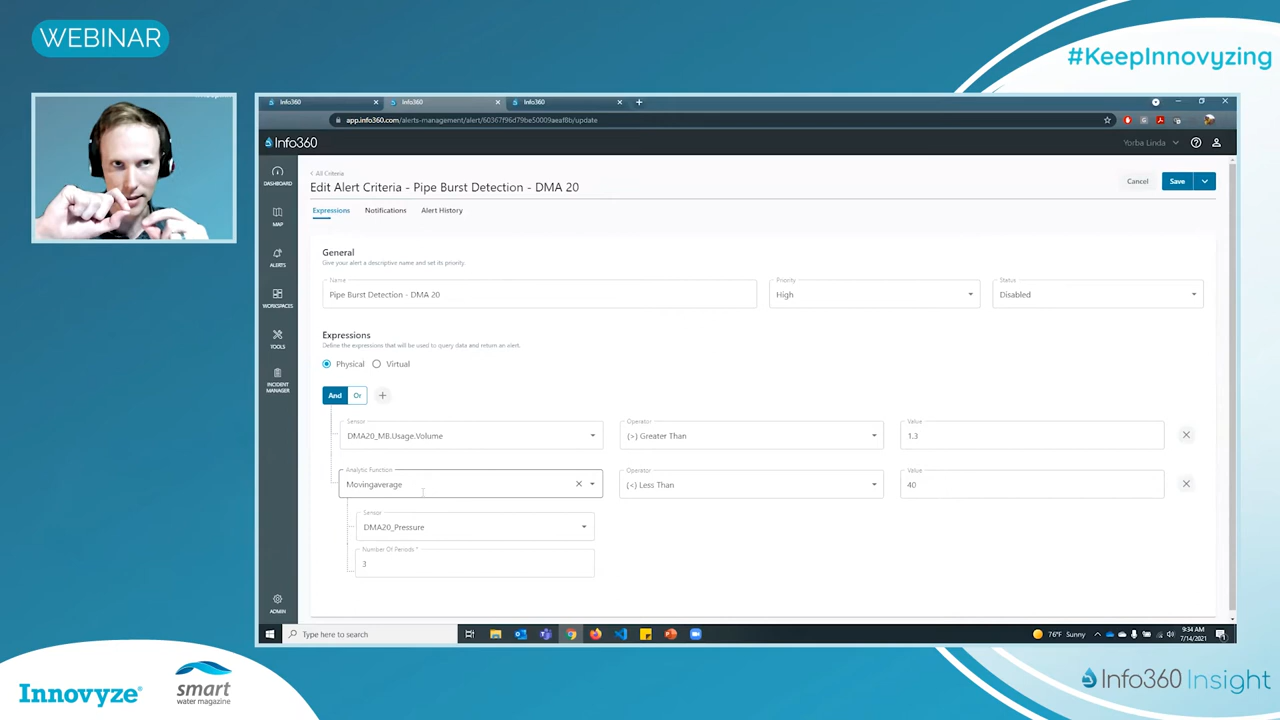 WEBINAR
#KeepInnovyzing
Info360
Info360
Info360
app.info360.com/alerts-management/alert/60367f96d79be50009aeaf8b/update
Info360
Yorba Linda
DASHBOARD
MAP
ALERTS
WORKSPACES
TOOLS
INCIDENT
MANAGER
ADMIN
All Criteria
Edit Alert Criteria - Pipe Burst Detection - DMA 20
Cancel
Save
Expressions
Notifications
Alert History
General
Give your alert a descriptive name and set its priority.
Name
Pipe Burst Detection - DMA 20
Priority
High
Status
Disabled
Expressions
Define the expressions that will be used to query data and return an alert.
Physical
Virtual
And
Or
Sensor
DMA20_MB.Usage.Volume
Operator
(>) Greater Than
Value
1.3
Analytic Function
Movingaverage
Operator
(<) Less Than
Value
40
Sensor
DMA20_Pressure
Number Of Periods *
3
Type here to search
76°F Sunny
9:34 AM
7/14/2021
Innovyze®
smart
water magazine
Info360 Insight